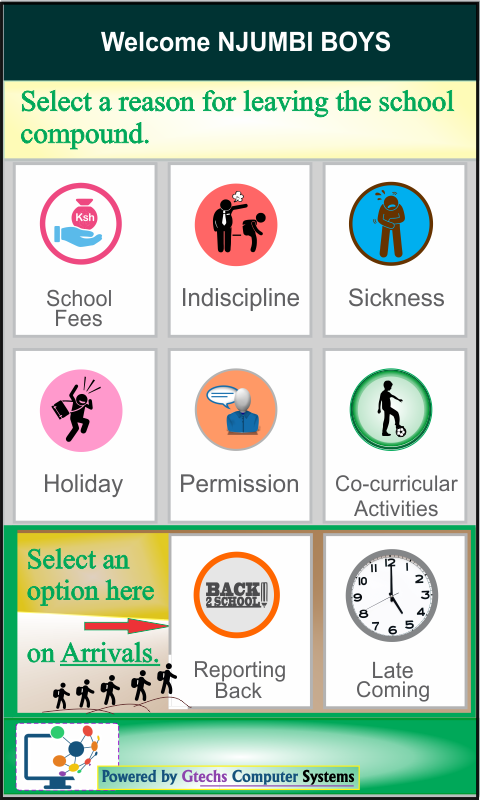 Welcome NJUMBI BOYS
Select a reason for leaving the school
compound.
Ksh
School
Fees
Indiscipline
Sickness
Holiday
Permission
Co-curricular
Activities
Select an
option here
on Arrivals.
BACK
2 SCHOOL!
Reporting
Back
12
1
2
3
4
5
6
7
8
9
10
11
Late
Coming
Powered by Gtechs Computer Systems